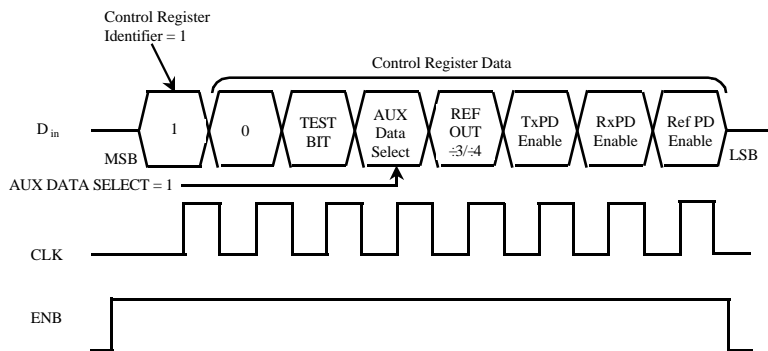 Control Register
Identifier = 1
Control Register Data
D in
MSB
1
0
TEST
BIT
AUX
Data
Select
REF
OUT
÷3/÷4
TxPD
Enable
RxPD
Enable
Ref PD
Enable
LSB
AUX DATA SELECT = 1
CLK
ENB